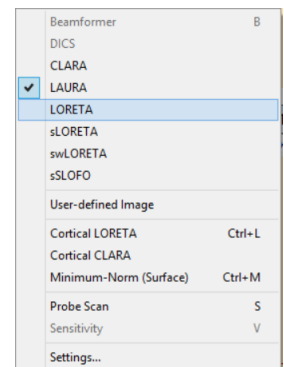 Beamformer B
DICS
CLARA
LAURA
LORETA
sLORETA
swLORETA
sSLOFO
User-defined Image
Cortical LORETA Ctrl+L
Cortical CLARA
Minimum-Norm (Surface) Ctrl+M
Probe Scan S
Sensitivity V
Settings...